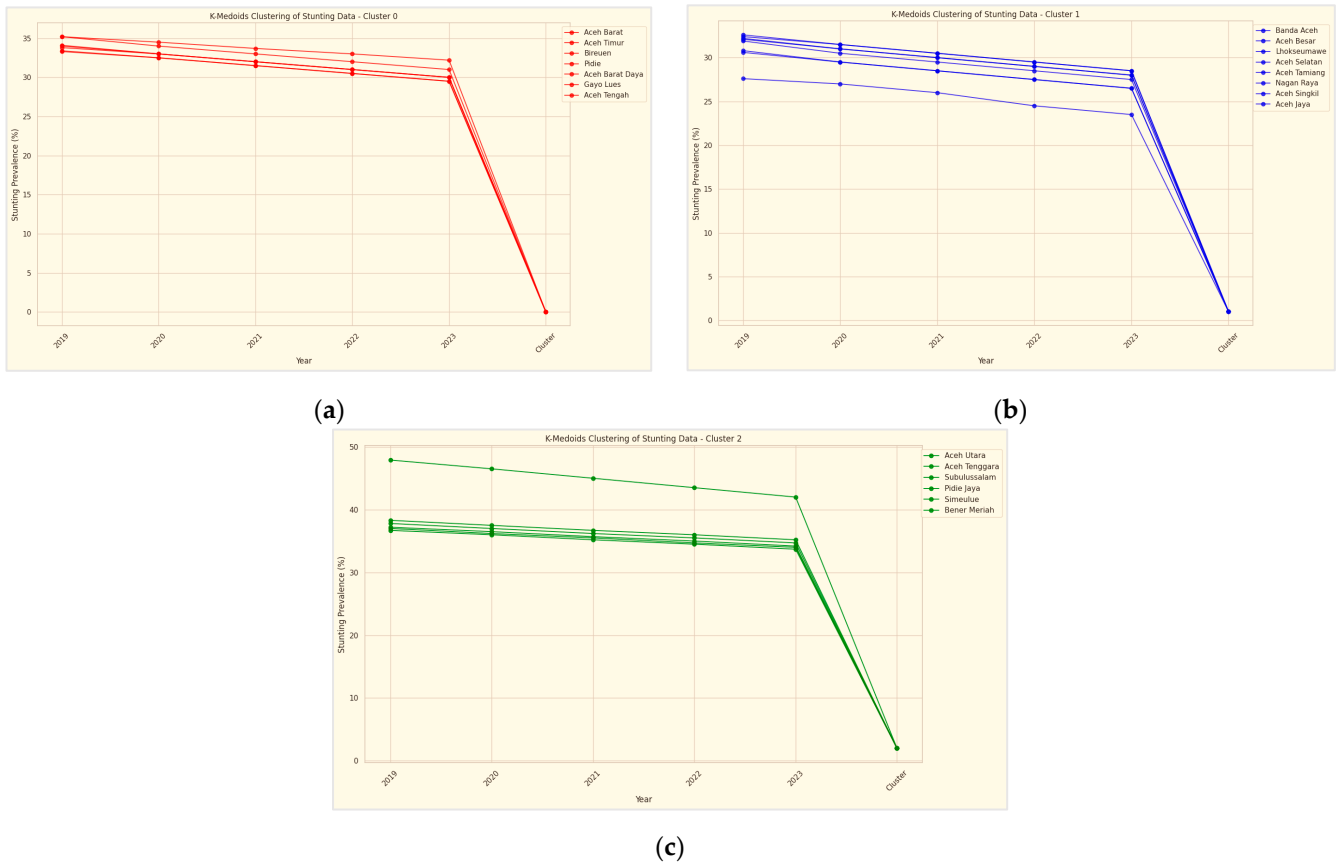 K-Medoids Clustering of Stunting Data - Cluster 0
Stunting Prevalence (%)
35
30
25
20
15
10
5
0
2019
2020
2021
2022
2023
Cluster
Year
Aceh Barat
Aceh Timur
Bireuen
Pidie
Aceh Barat Daya
Gayo Lues
Aceh Tengah
(a)
K-Medoids Clustering of Stunting Data - Cluster 1
Stunting Prevalence (%)
30
25
20
15
10
5
0
2019
2020
2021
2022
2023
Cluster
Year
Banda Aceh
Aceh Besar
Lhokseumawe
Aceh Selatan
Aceh Tamiang
Nagan Raya
Aceh Singkil
Aceh Jaya
(b)
K-Medoids Clustering of Stunting Data - Cluster 2
Stunting Prevalence (%)
50
40
30
20
10
0
2019
2020
2021
2022
2023
Cluster
Year
Aceh Utara
Aceh Tenggara
Subulussalam
Pidie Jaya
Simeulue
Bener Meriah
(c)